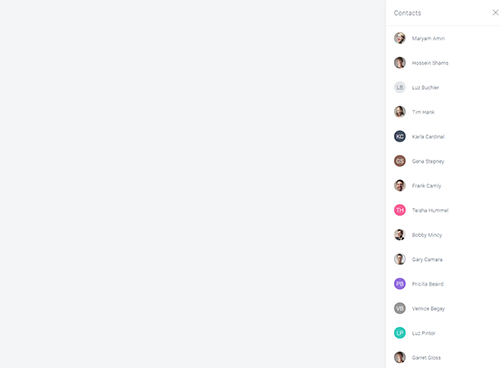 Contacts
Maryam Amiri
Hossein Shams
LB Luz Buchler
Tim Hank
KC Karla Cardinal
GS Gena Stepney
Frank Camly
TH Teisha Hummel
Bobby Mincy
Gary Camara
PB Pricilla Beard
VB Vernice Begay
LP Luz Pintor
Garret Gloss